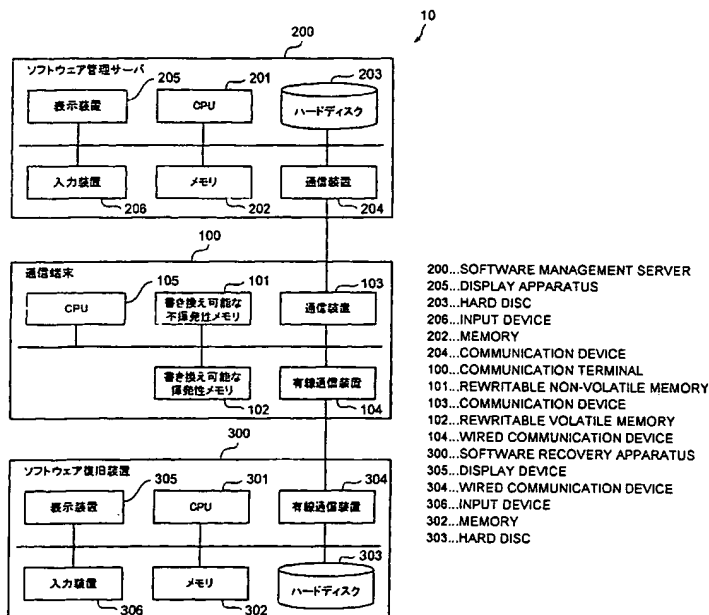 10
200
ソフトウェア管理サーバ
205
201
203
表示装置
CPU
ハードディスク
入力装置
メモリ
通信装置
206
202
204
100
通信端末
105
101
103
CPU
書き換え可能な
不揮発性メモリ
通信装置
書き換え可能な
揮発性メモリ
有線通信装置
102
104
300
ソフトウェア復旧装置
305
301
304
表示装置
CPU
有線通信装置
303
入力装置
メモリ
ハードディスク
306
302
200...SOFTWARE MANAGEMENT SERVER
205...DISPLAY APPARATUS
203...HARD DISC
206...INPUT DEVICE
202...MEMORY
204...COMMUNICATION DEVICE
100...COMMUNICATION TERMINAL
101...REWRITABLE NON-VOLATILE MEMORY
103...COMMUNICATION DEVICE
102...REWRITABLE VOLATILE MEMORY
104...WIRED COMMUNICATION DEVICE
300...SOFTWARE RECOVERY APPARATUS
305...DISPLAY DEVICE
304...WIRED COMMUNICATION DEVICE
306...INPUT DEVICE
302...MEMORY
303...HARD DISC